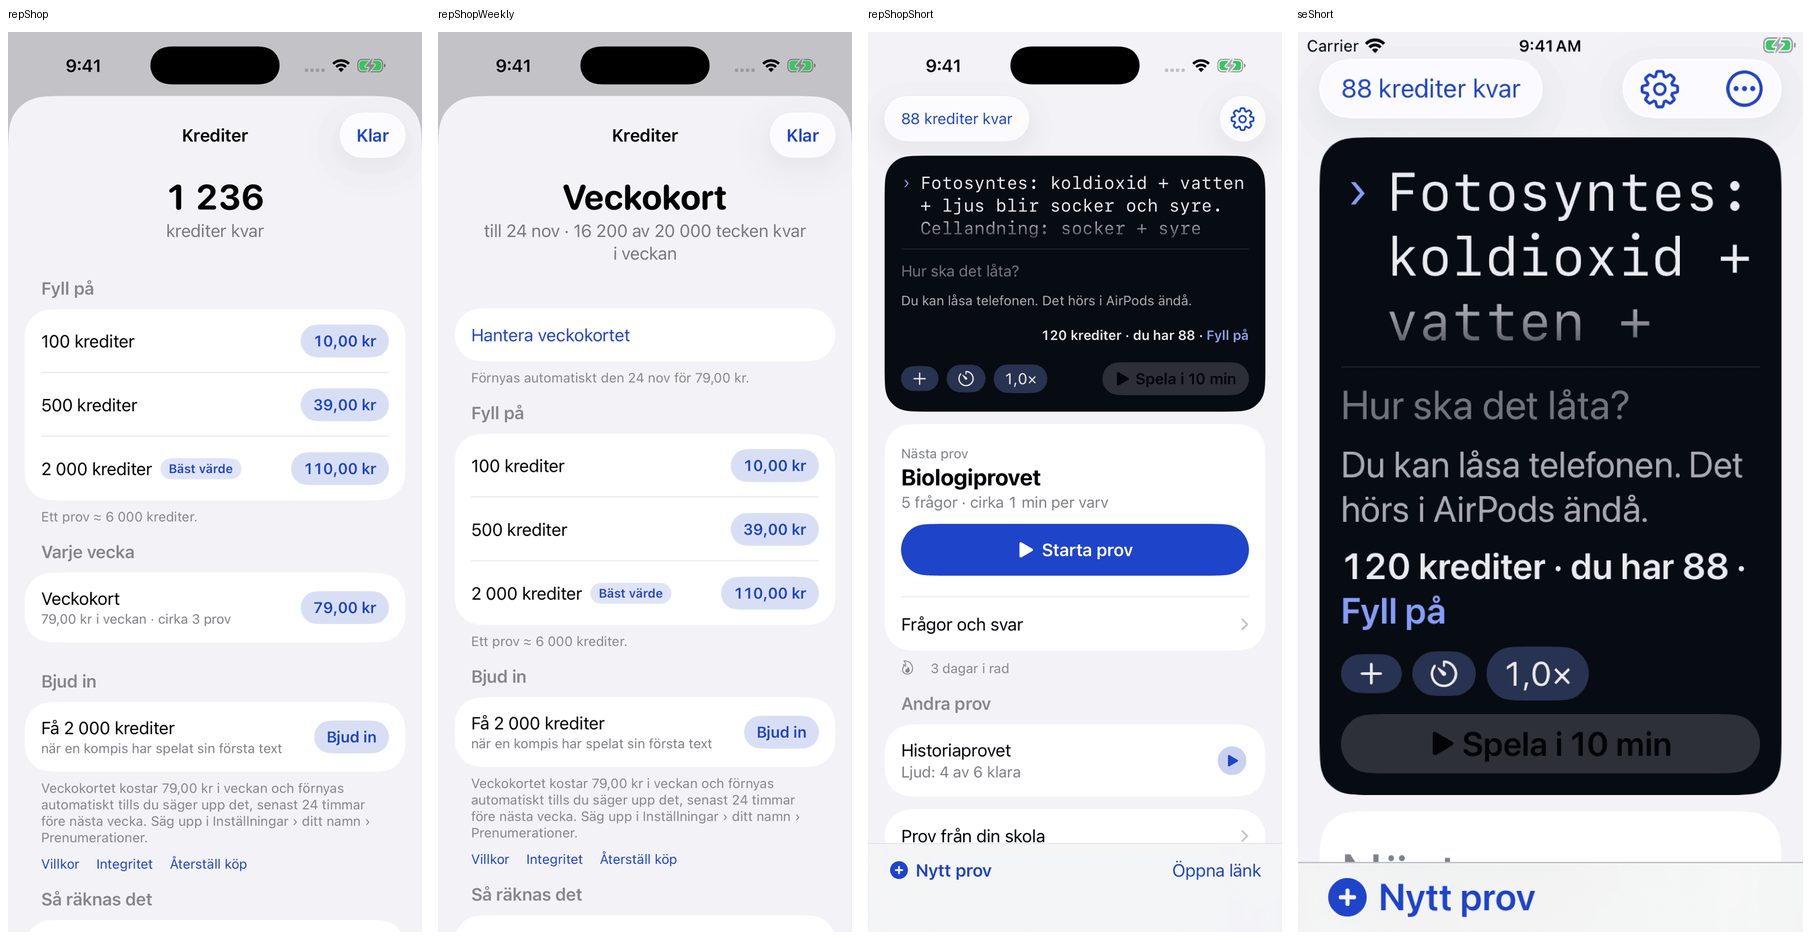 repShop
9:41
Krediter
Klar
1 236
krediter kvar
Fyll på
100 krediter
10,00 kr
500 krediter
39,00 kr
2 000 krediter
Bäst värde
110,00 kr
Ett prov ≈ 6 000 krediter.
Varje vecka
Veckokort
79,00 kr i veckan · cirka 3 prov
79,00 kr
Bjud in
Få 2 000 krediter
när en kompis har spelat sin första text
Bjud in
Veckokortet kostar 79,00 kr i veckan och förnyas
automatiskt tills du säger upp det, senast 24 timmar
före nästa vecka. Säg upp i Inställningar › ditt namn ›
Prenumerationer.
Villkor Integritet Återställ köp
Så räknas det
repShopWeekly
9:41
Krediter
Klar
Veckokort
till 24 nov · 16 200 av 20 000 tecken kvar
i veckan
Hantera veckokortet
Förnyas automatiskt den 24 nov för 79,00 kr.
Fyll på
100 krediter
10,00 kr
500 krediter
39,00 kr
2 000 krediter
Bäst värde
110,00 kr
Ett prov ≈ 6 000 krediter.
Bjud in
Få 2 000 krediter
när en kompis har spelat sin första text
Bjud in
Veckokortet kostar 79,00 kr i veckan och förnyas
automatiskt tills du säger upp det, senast 24 timmar
före nästa vecka. Säg upp i Inställningar › ditt namn ›
Prenumerationer.
Villkor Integritet Återställ köp
Så räknas det
repShopShort
9:41
88 krediter kvar
› Fotosyntes: koldioxid + vatten
+ ljus blir socker och syre.
Cellandning: socker + syre
Hur ska det låta?
Du kan låsa telefonen. Det hörs i AirPods ändå.
120 krediter · du har 88 · Fyll på
1,0×
Spela i 10 min
Nästa prov
Biologiprovet
5 frågor · cirka 1 min per varv
Starta prov
Frågor och svar
3 dagar i rad
Andra prov
Historiaprovet
Ljud: 4 av 6 klara
Prov från din skola
Nytt prov
Öppna länk
seShort
Carrier
9:41 AM
88 krediter kvar
› Fotosyntes:
koldioxid +
vatten +
Hur ska det låta?
Du kan låsa telefonen. Det
hörs i AirPods ändå.
120 krediter · du har 88 ·
Fyll på
1,0×
Spela i 10 min
Nytt prov